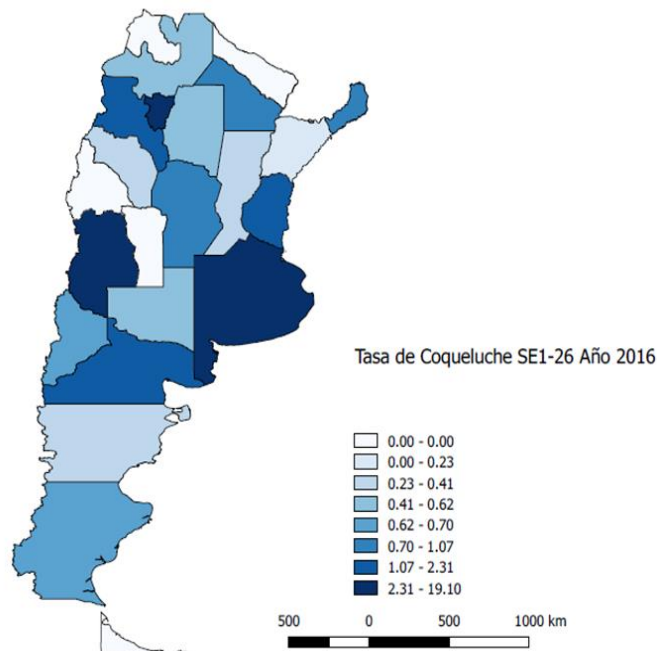 Tasa de Coqueluche SE1-26 Año 2016
0.00 - 0.00
0.00 - 0.23
0.23 - 0.41
0.41 - 0.62
0.62 - 0.70
0.70 - 1.07
1.07 - 2.31
2.31 - 19.10
500 0 500 1000 km